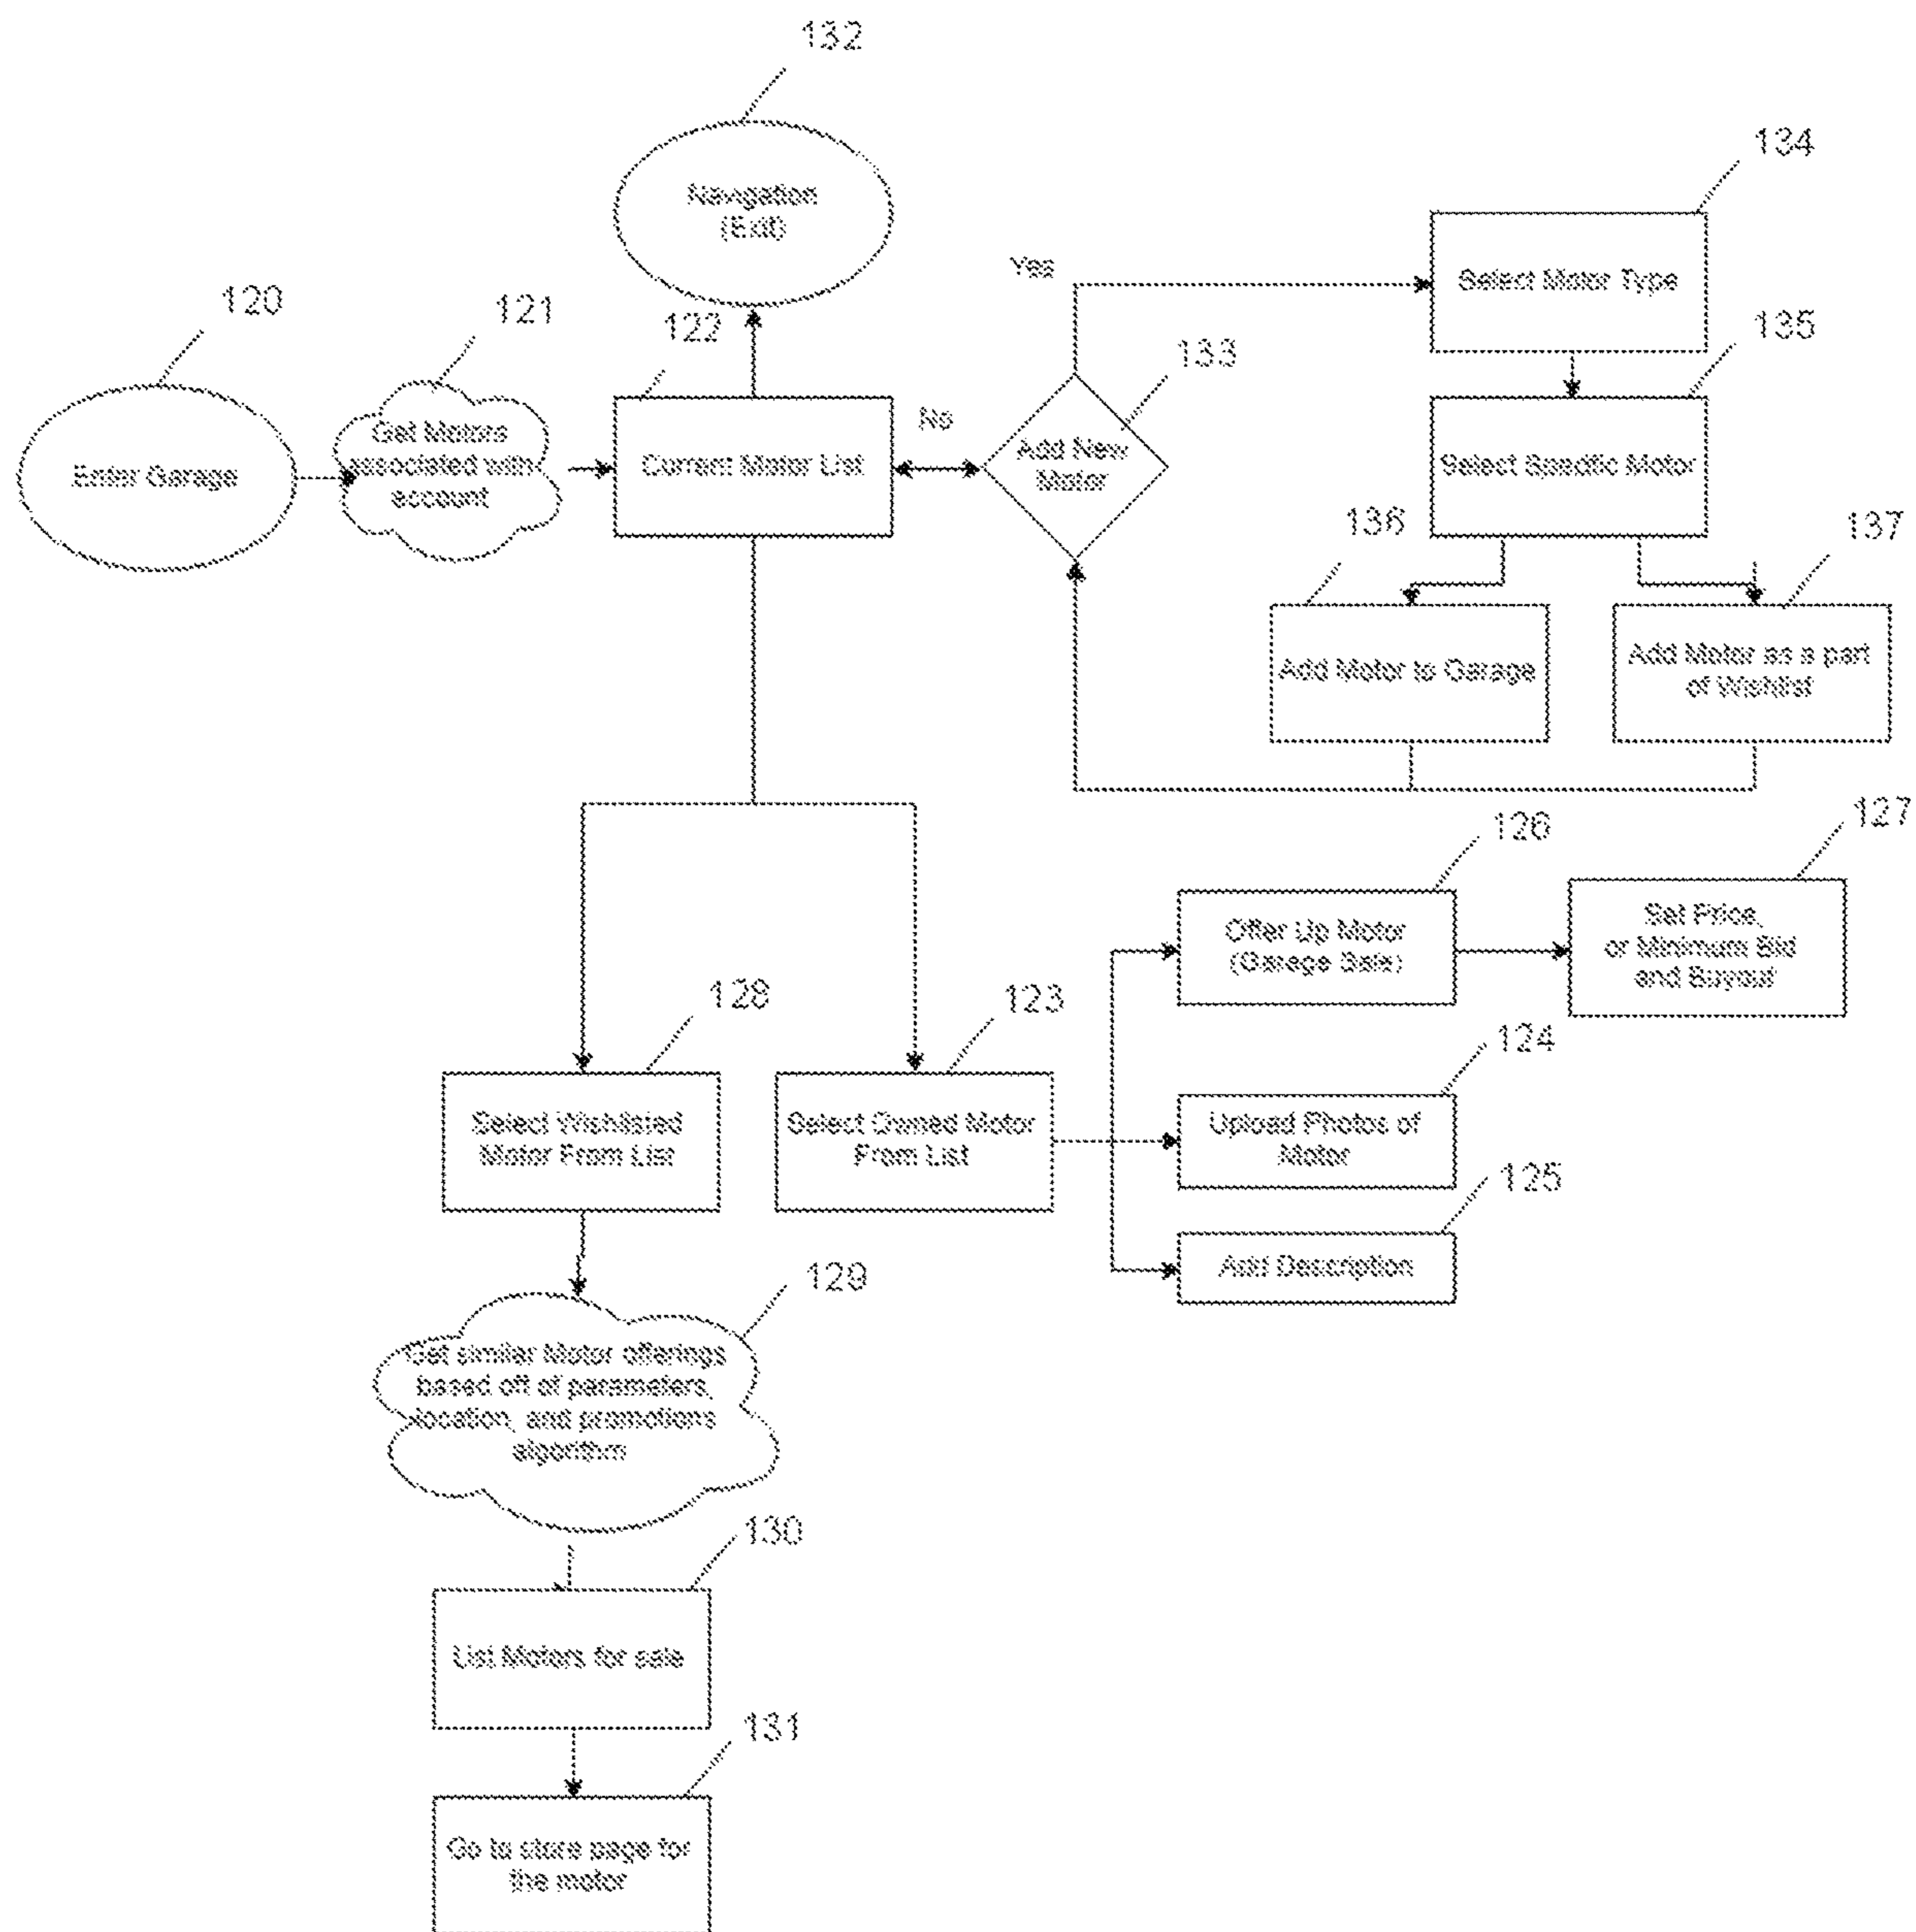 132
Navigation
(Exit)
134
Select Motor Type
Yes
120
Enter Garage
121
Get Motors
associated with
account
122
Current Motor List
No
133
Add New
Motor
135
Select Specific Motor
136
Add Motor to Garage
137
Add Motor as a part
of Wishlist
126
Offer Up Motor
(Garage Sale)
127
Set Price,
or Minimum Bid
and Buyout
128
Select Wishlisted
Motor From List
123
Select Owned Motor
From List
124
Upload Photos of
Motor
125
Add Description
129
Get similar Motor offerings
based off of parameters,
location, and promotions
algorithm
130
List Motors for sale
131
Go to store page for
the motor